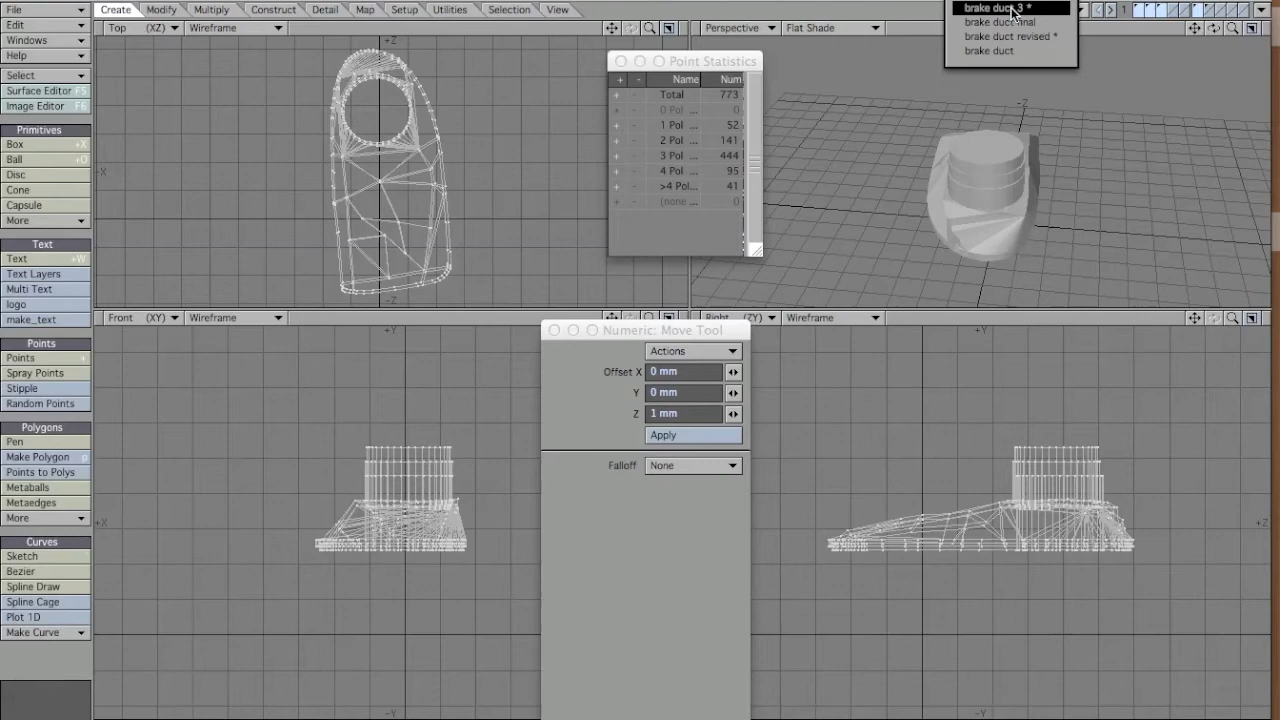 File Create Modify Multiply Construct Detail Map Setup Utilities Selection View
Edit
Windows
Help
Select
Surface Editor F5
Image Editor F6
Primitives
Box +X
Ball +O
Disc
Cone
Capsule
More
Text
Text +W
Text Layers
Multi Text
logo
make_text
Points
Points +
Spray Points
Stipple
Random Points
Polygons
Pen
Make Polygon p
Points to Polys
Metaballs
Metaedges
More
Curves
Sketch
Bezier
Spline Draw
Spline Cage
Plot 1D
Make Curve
Top (XZ) Wireframe
+Z
-X
-Z
Point Statistics
+ - Name Num
+ - Total 773
+ - 0 Pol ... 0
+ - 1 Pol ... 52
+ - 2 Pol ... 141
+ - 3 Pol ... 444
+ - 4 Pol ... 95
+ - >4 Pol... 41
+ - (none ... 0
Perspective Flat Shade
-Z
brake duct 3 *
brake duct final
brake duct revised *
brake duct
1
Front (XY) Wireframe
+Y
-X
-Y
Numeric: Move Tool
Actions
Offset X 0 mm
Y 0 mm
Z 1 mm
Apply
Falloff None
Right (ZY) Wireframe
+Y
+Z
-Y